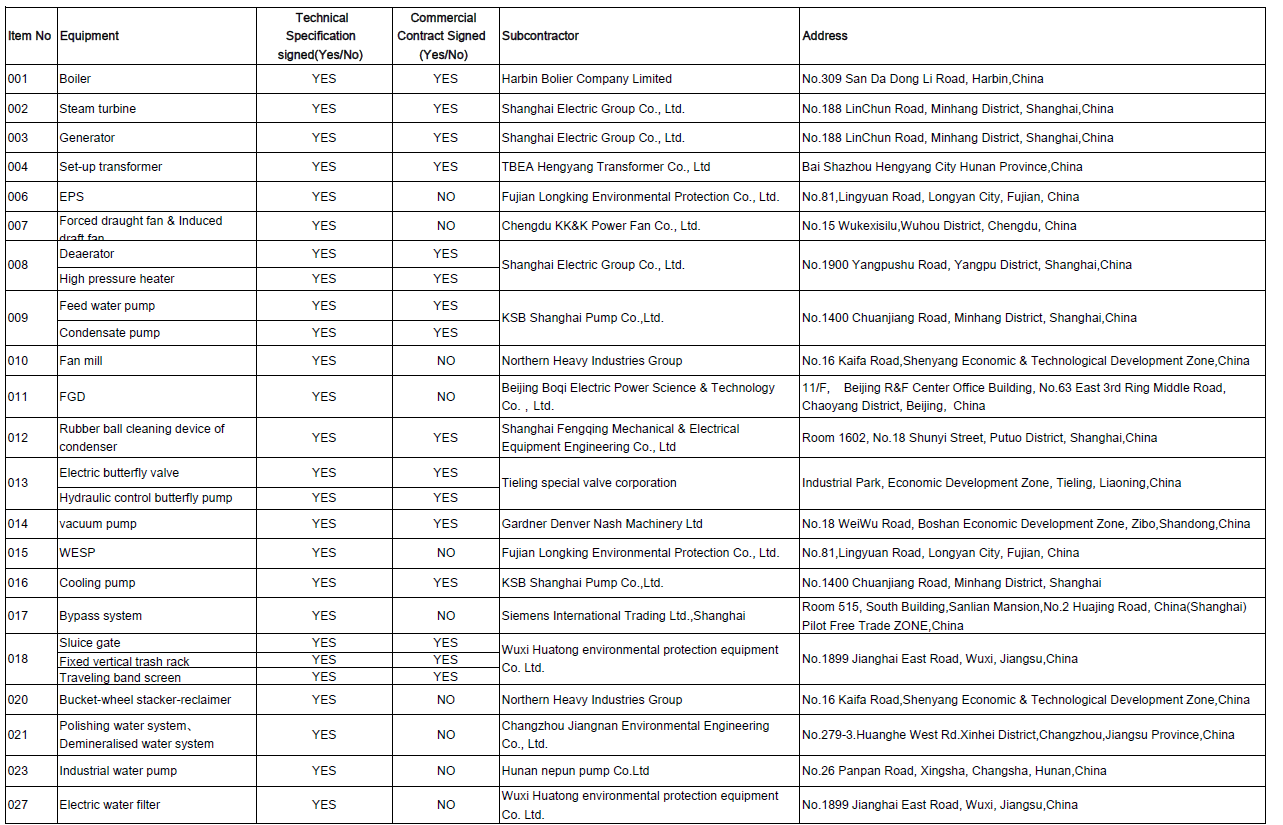 Item No Equipment Technical Specification signed(Yes/No) Commercial Contract Signed (Yes/No) Subcontractor Address
001 Boiler YES YES Harbin Bolier Company Limited No.309 San Da Dong Li Road, Harbin,China
002 Steam turbine YES YES Shanghai Electric Group Co., Ltd. No.188 LinChun Road, Minhang District, Shanghai,China
003 Generator YES YES Shanghai Electric Group Co., Ltd. No.188 LinChun Road, Minhang District, Shanghai,China
004 Set-up transformer YES YES TBEA Hengyang Transformer Co., Ltd Bai Shazhou Hengyang City Hunan Province,China
006 EPS YES NO Fujian Longking Environmental Protection Co., Ltd. No.81,Lingyuan Road, Longyan City, Fujian, China
007 Forced draught fan & Induced draft fan YES NO Chengdu KK&K Power Fan Co., Ltd. No.15 Wukexisilu,Wuhou District, Chengdu, China
008 Deaerator YES YES Shanghai Electric Group Co., Ltd. No.1900 Yangpushu Road, Yangpu District, Shanghai,China
High pressure heater YES YES
009 Feed water pump YES YES KSB Shanghai Pump Co.,Ltd. No.1400 Chuanjiang Road, Minhang District, Shanghai,China
Condensate pump YES YES
010 Fan mill YES NO Northern Heavy Industries Group No.16 Kaifa Road,Shenyang Economic & Technological Development Zone,China
011 FGD YES NO Beijing Boqi Electric Power Science & Technology Co. , Ltd. 11/F, Beijing R&F Center Office Building, No.63 East 3rd Ring Middle Road, Chaoyang District, Beijing, China
012 Rubber ball cleaning device of condenser YES YES Shanghai Fengqing Mechanical & Electrical Equipment Engineering Co., Ltd Room 1602, No.18 Shunyi Street, Putuo District, Shanghai,China
013 Electric butterfly valve YES YES Tieling special valve corporation Industrial Park, Economic Development Zone, Tieling, Liaoning,China
Hydraulic control butterfly pump YES YES
014 vacuum pump YES YES Gardner Denver Nash Machinery Ltd No.18 WeiWu Road, Boshan Economic Development Zone, Zibo,Shandong,China
015 WESP YES NO Fujian Longking Environmental Protection Co., Ltd. No.81,Lingyuan Road, Longyan City, Fujian, China
016 Cooling pump YES YES KSB Shanghai Pump Co.,Ltd. No.1400 Chuanjiang Road, Minhang District, Shanghai
017 Bypass system YES NO Siemens International Trading Ltd.,Shanghai Room 515, South Building,Sanlian Mansion,No.2 Huajing Road, China(Shanghai) Pilot Free Trade ZONE,China
018 Sluice gate YES YES Wuxi Huatong environmental protection equipment Co. Ltd. No.1899 Jianghai East Road, Wuxi, Jiangsu,China
Fixed vertical trash rack YES YES
Traveling band screen YES YES
020 Bucket-wheel stacker-reclaimer YES NO Northern Heavy Industries Group No.16 Kaifa Road,Shenyang Economic & Technological Development Zone,China
021 Polishing water system、 Demineralised water system YES NO Changzhou Jiangnan Environmental Engineering Co., Ltd. No.279-3.Huanghe West Rd.Xinhei District,Changzhou,Jiangsu Province,China
023 Industrial water pump YES NO Hunan nepun pump Co.Ltd No.26 Panpan Road, Xingsha, Changsha, Hunan,China
027 Electric water filter YES NO Wuxi Huatong environmental protection equipment Co. Ltd. No.1899 Jianghai East Road, Wuxi, Jiangsu,China